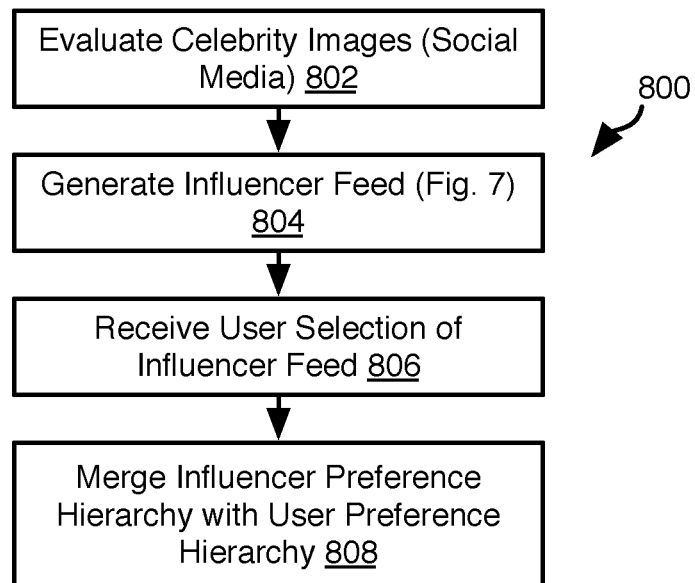 Evaluate Celebrity Images (Social
Media) 802
800
Generate Influencer Feed (Fig. 7)
804
Receive User Selection of
Influencer Feed 806
Merge Influencer Preference
Hierarchy with User Preference
Hierarchy 808